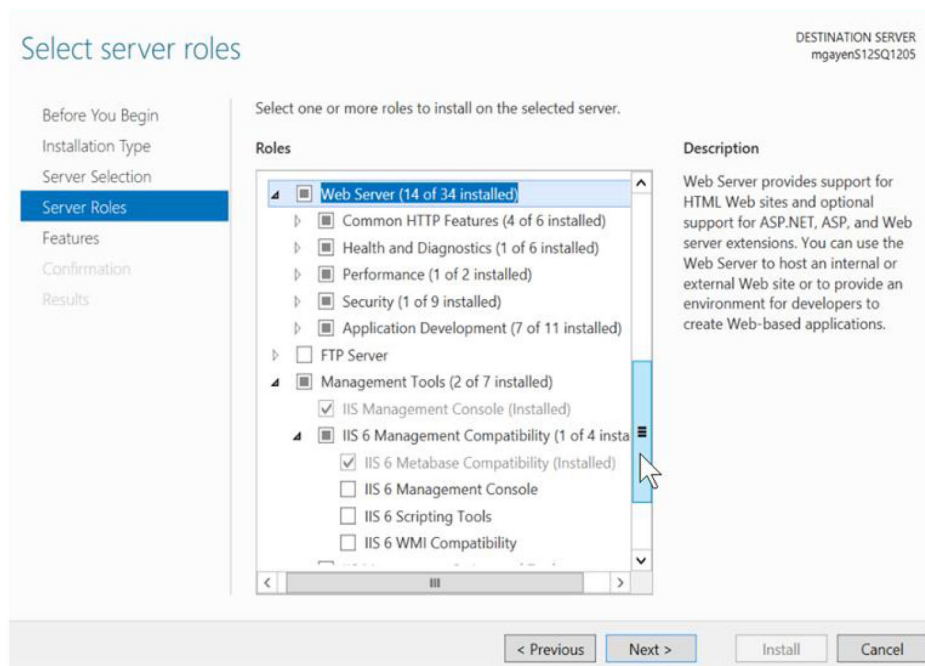 Select server roles
DESTINATION SERVER
mgayenS12SQ1205
Before You Begin
Installation Type
Server Selection
Server Roles
Features
Confirmation
Results
Select one or more roles to install on the selected server.
Roles
Web Server (14 of 34 installed)
Common HTTP Features (4 of 6 installed)
Health and Diagnostics (1 of 6 installed)
Performance (1 of 2 installed)
Security (1 of 9 installed)
Application Development (7 of 11 installed)
FTP Server
Management Tools (2 of 7 installed)
IIS Management Console (Installed)
IIS 6 Management Compatibility (1 of 4 insta
IIS 6 Metabase Compatibility (Installed)
IIS 6 Management Console
IIS 6 Scripting Tools
IIS 6 WMI Compatibility
Description
Web Server provides support for
HTML Web sites and optional
support for ASP.NET, ASP, and Web
server extensions. You can use the
Web Server to host an internal or
external Web site or to provide an
environment for developers to
create Web-based applications.
< Previous
Next >
Install
Cancel